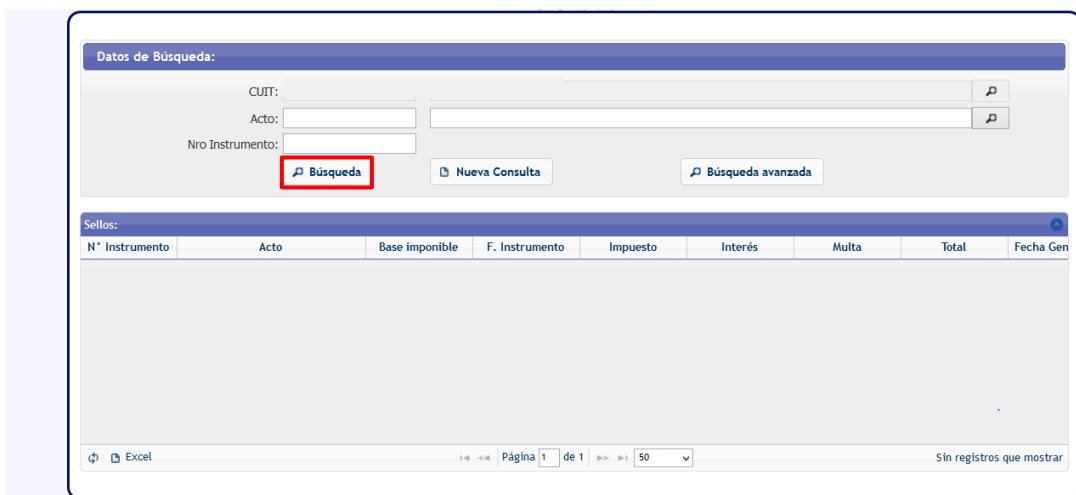 Datos de Búsqueda:
CUIT:
Acto:
Nro Instrumento:
Búsqueda Nueva Consulta Búsqueda avanzada
Sellos:
N° Instrumento Acto Base imponible F. Instrumento Impuesto Interés Multa Total Fecha Gen
Excel Página 1 de 1 50 Sin registros que mostrar